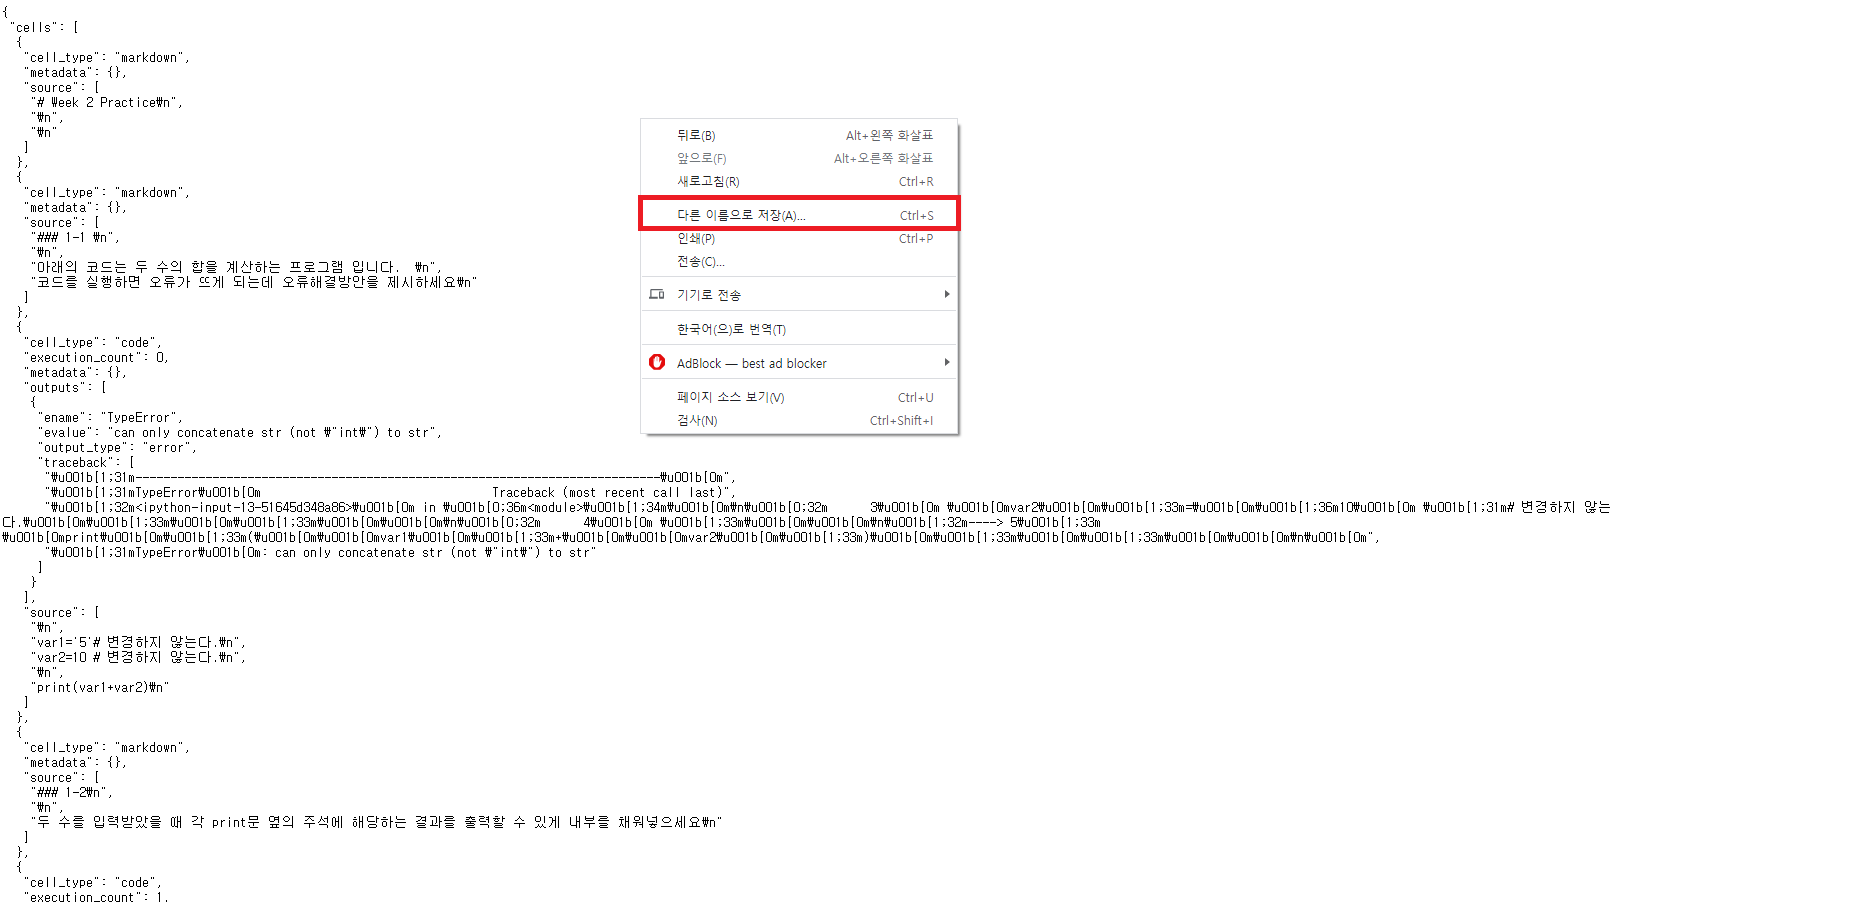 {
 "cells": [
  {
   "cell_type": "markdown",
   "metadata": {},
   "source": [
    "# Week 2 Practice₩n",
    "₩n",
    "₩n"
   ]
  },
  {
   "cell_type": "markdown",
   "metadata": {},
   "source": [
    "### 1-1 ₩n",
    "₩n",
    "아래의 코드는 두 수의 합을 계산하는 프로그램 입니다.  ₩n",
    "코드를 실행하면 오류가 뜨게 되는데 오류해결방안을 제시하세요₩n"
   ]
  },
  {
   "cell_type": "code",
   "execution_count": 0,
   "metadata": {},
   "outputs": [
    {
     "ename": "TypeError",
     "evalue": "can only concatenate str (not ₩"int₩") to str",
     "output_type": "error",
     "traceback": [
      "₩u001b[1;31m---------------------------------------------------------------------------₩u001b[0m",
      "₩u001b[1;31mTypeError₩u001b[0m                                 Traceback (most recent call last)",
      "₩u001b[1;32m<ipython-input-13-51645d348a86>₩u001b[0m in ₩u001b[0;36m<module>₩u001b[1;34m₩u001b[0m₩n₩u001b[0;32m      3₩u001b[0m ₩u001b[0mvar2₩u001b[0m₩u001b[1;33m=₩u001b[0m₩u001b[1;36m10₩u001b[0m ₩u001b[1;31m# 변경하지 않는
다.₩u001b[0m₩u001b[1;33m₩u001b[0m₩u001b[1;33m₩u001b[0m₩u001b[0m₩n₩u001b[0;32m      4₩u001b[0m ₩u001b[1;33m₩u001b[0m₩u001b[0m₩n₩u001b[1;32m----> 5₩u001b[1;33m
₩u001b[0mprint₩u001b[0m₩u001b[1;33m(₩u001b[0m₩u001b[0mvar1₩u001b[0m₩u001b[1;33m+₩u001b[0m₩u001b[0mvar2₩u001b[0m₩u001b[1;33m)₩u001b[0m₩u001b[1;33m₩u001b[0m₩u001b[1;33m₩u001b[0m₩u001b[0m₩n₩u001b[0m",
      "₩u001b[1;31mTypeError₩u001b[0m: can only concatenate str (not ₩"int₩") to str"
     ]
    }
   ],
   "source": [
    "₩n",
    "var1='5'# 변경하지 않는다.₩n",
    "var2=10 # 변경하지 않는다.₩n",
    "₩n",
    "print(var1+var2)₩n"
   ]
  },
  {
   "cell_type": "markdown",
   "metadata": {},
   "source": [
    "### 1-2₩n",
    "₩n",
    "두 수를 입력받았을 때 각 print문 옆의 주석에 해당하는 결과를 출력할 수 있게 내부를 채워넣으세요₩n"
   ]
  },
  {
   "cell_type": "code",
   "execution_count": 1,
뒤로(B) Alt+왼쪽 화살표
앞으로(F) Alt+오른쪽 화살표
새로고침(R) Ctrl+R
다른 이름으로 저장(A)... Ctrl+S
인쇄(P) Ctrl+P
전송(C)...
기기로 전송
한국어(으)로 번역(T)
AdBlock — best ad blocker
페이지 소스 보기(V) Ctrl+U
검사(N) Ctrl+Shift+I